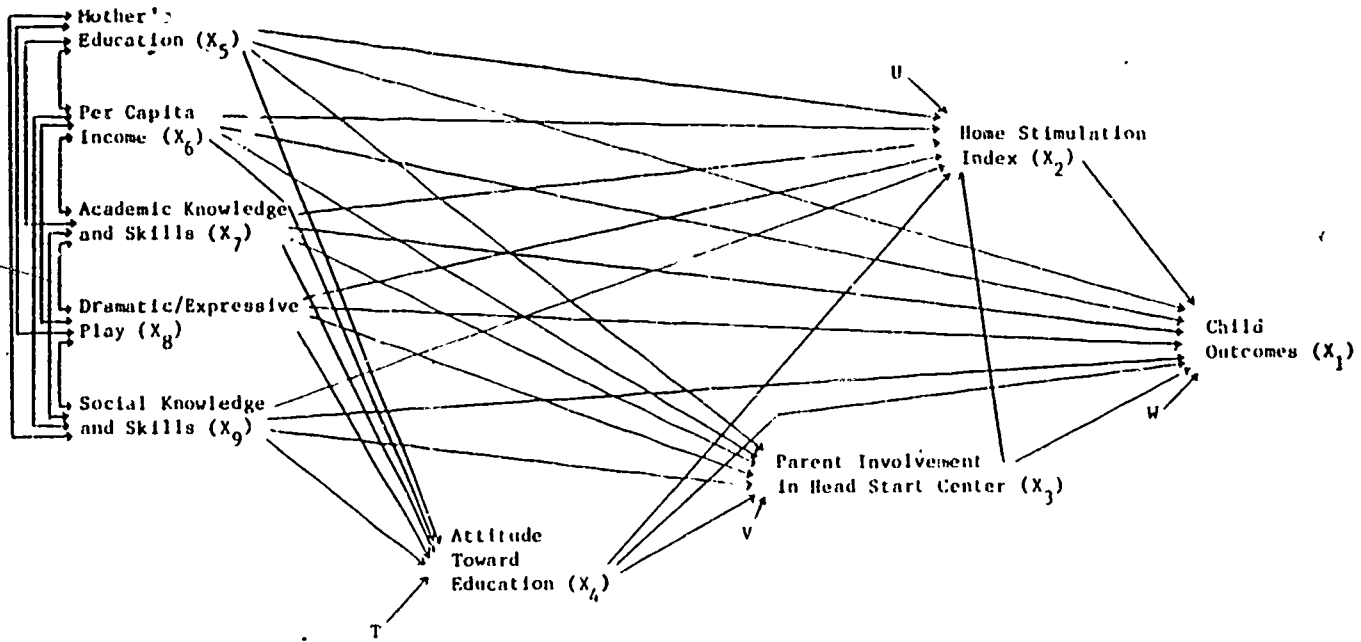 Mother's
Education (X5)
Per Capita
Income (X6)
Academic Knowledge
and Skills (X7)
Dramatic/Expressive
Play (X8)
Social Knowledge
and Skills (X9)
U
Home Stimulation
Index (X2)
Child
Outcomes (X1)
W
Parent Involvement
in Head Start Center (X3)
V
Attitude
Toward
Education (X4)
T